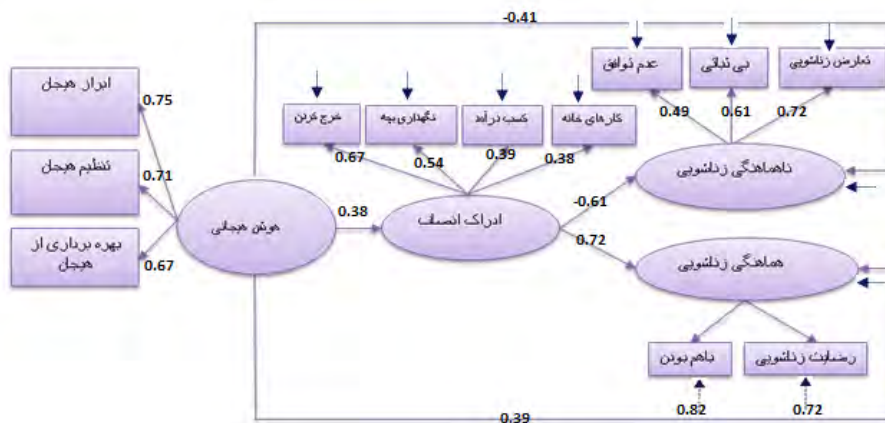 -0.41
ابراز هیجان
0.75
تنظیم هیجان
0.71
بهره برداری از
هیجان
0.67
هوش هیجانی
0.38
خرج کردن
نگهداری بچه
کسب درآمد
کارهای خانه
0.67
0.54
0.39
0.38
ادراک انصاف
عدم توافق
بی ثباتی
تعارض زناشویی
0.49
0.61
0.72
ناهماهنگی زناشویی
-0.61
0.72
هماهنگی زناشویی
باهم بودن
رضایت زناشویی
0.82
0.72
0.39